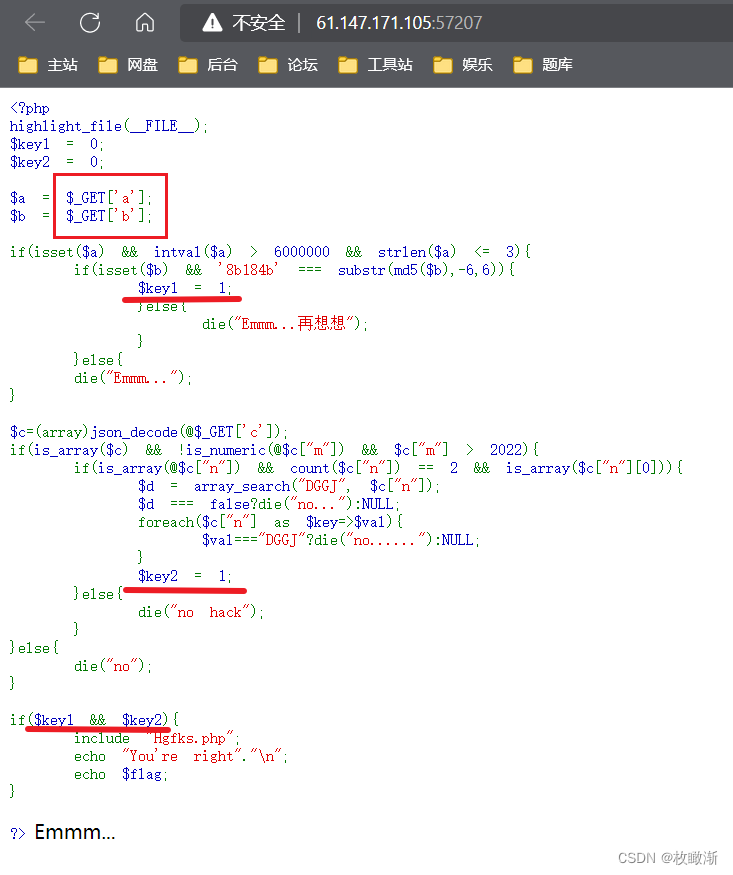 不安全 | 61.147.171.105:57207
主站 网盘 后台 论坛 工具站 娱乐 题库
<?php
highlight_file(__FILE__);
$key1 = 0;
$key2 = 0;
$a = $_GET['a'];
$b = $_GET['b'];
if(isset($a) && intval($a) > 6000000 && strlen($a) <= 3){
if(isset($b) && '8b184b' === substr(md5($b),-6,6)){
$key1 = 1;
}else{
die("Emmm...再想想");
}
}else{
die("Emmm...");
}
$c=(array)json_decode(@$_GET['c']);
if(is_array($c) && !is_numeric(@$c["m"]) && $c["m"] > 2022){
if(is_array(@$c["n"]) && count($c["n"]) == 2 && is_array($c["n"][0])){
$d = array_search("DGGJ", $c["n"]);
$d === false?die("no..."):NULL;
foreach($c["n"] as $key=>$val){
$val==="DGGJ"?die("no......"):NULL;
}
$key2 = 1;
}else{
die("no hack");
}
}else{
die("no");
}
if($key1 && $key2){
include "Hgfks.php";
echo "You're right"."\n";
echo $flag;
}
?> Emmm...
CSDN @枚瞰渐